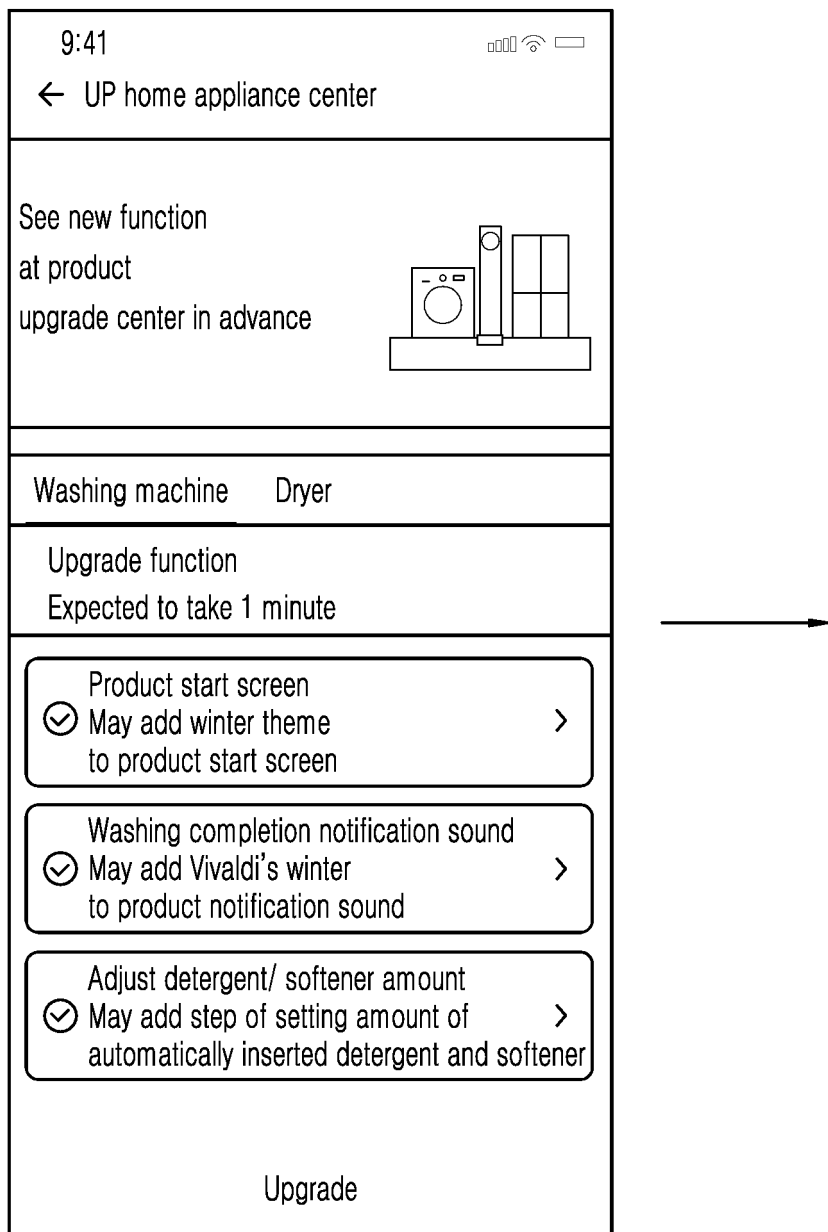 9:41
← UP home appliance center
See new function
at product
upgrade center in advance
Washing machine Dryer
Upgrade function
Expected to take 1 minute
Product start screen
May add winter theme
to product start screen
Washing completion notification sound
May add Vivaldi's winter
to product notification sound
Adjust detergent/ softener amount
May add step of setting amount of
automatically inserted detergent and softener
Upgrade